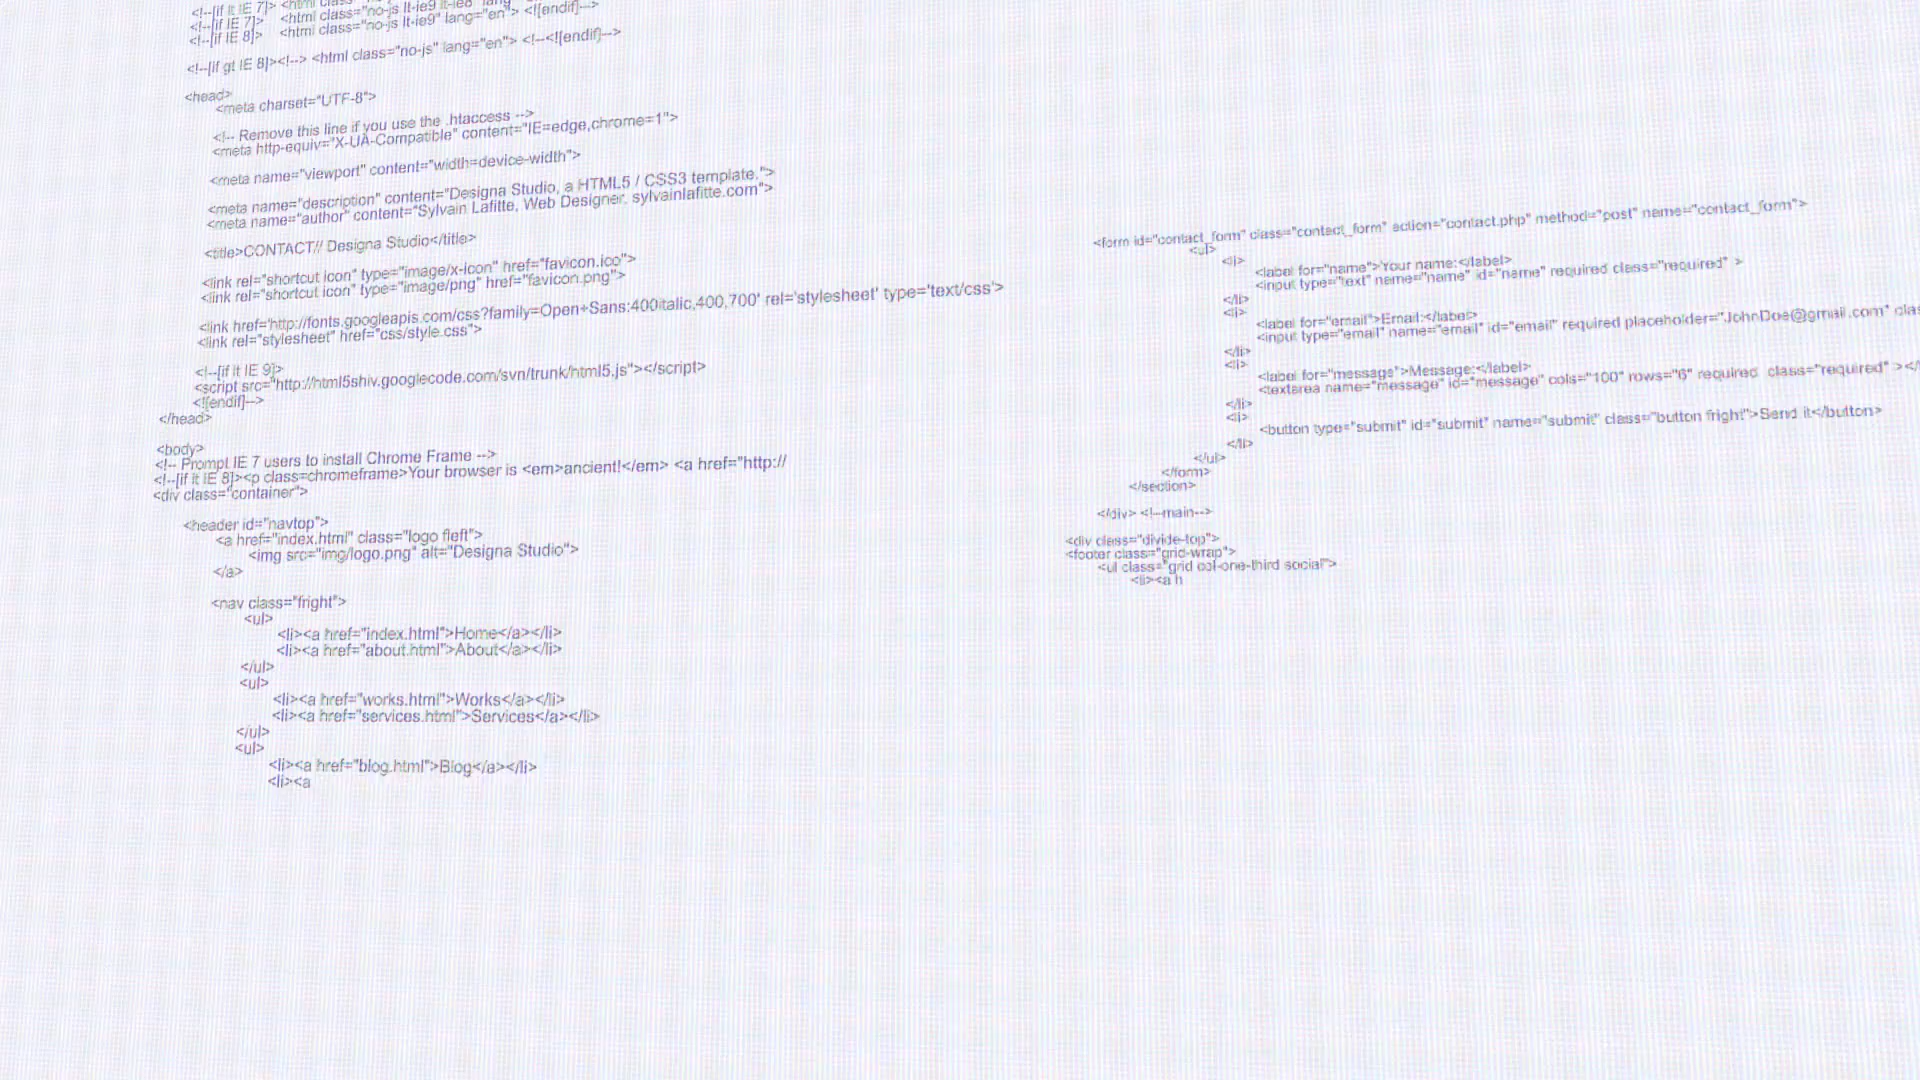 <!--[if lt IE 7]> <html class=
<!--[if IE 7]> <html class="no-js lt-ie9 lt-ie8" lang=
<!--[if IE 8]> <html class="no-js lt-ie9" lang="en"> <![endif]-->
<!--[if gt IE 8]><!--> <html class="no-js" lang="en"> <!--<![endif]-->
<head>
<meta charset="UTF-8">
<!-- Remove this line if you use the .htaccess -->
<meta http-equiv="X-UA-Compatible" content="IE=edge,chrome=1">
<meta name="viewport" content="width=device-width">
<meta name="description" content="Designa Studio, a HTML5 / CSS3 template.">
<meta name="author" content="Sylvain Lafitte, Web Designer, sylvainlafitte.com">
<title>CONTACT// Designa Studio</title>
<link rel="shortcut icon" type="image/x-icon" href="favicon.ico">
<link rel="shortcut icon" type="image/png" href="favicon.png">
<link href='http://fonts.googleapis.com/css?family=Open+Sans:400italic,400,700' rel='stylesheet' type='text/css'>
<link rel="stylesheet" href="css/style.css">
<!--[if lt IE 9]>
<script src="http://html5shiv.googlecode.com/svn/trunk/html5.js"></script>
<![endif]-->
</head>
<body>
<!-- Prompt IE 7 users to install Chrome Frame -->
<!--[if lt IE 8]><p class=chromeframe>Your browser is <em>ancient!</em> <a href="http://
<div class="container">
<header id="navtop">
<a href="index.html" class="logo fleft">
<img src="img/logo.png" alt="Designa Studio">
</a>
<nav class="fright">
<ul>
<li><a href="index.html">Home</a></li>
<li><a href="about.html">About</a></li>
</ul>
<ul>
<li><a href="works.html">Works</a></li>
<li><a href="services.html">Services</a></li>
</ul>
<ul>
<li><a href="blog.html">Blog</a></li>
<li><a
<form id="contact_form" class="contact_form" action="contact.php" method="post" name="contact_form">
<ul>
<li>
<label for="name">Your name:</label>
<input type="text" name="name" id="name" required class="required" >
</li>
<li>
<label for="email">Email:</label>
<input type="email" name="email" id="email" required placeholder="JohnDoe@gmail.com" clas
</li>
<li>
<label for="message">Message:</label>
<textarea name="message" id="message" cols="100" rows="6" required class="required" ></
</li>
<li>
<button type="submit" id="submit" name="submit" class="button fright">Send it</button>
</li>
</ul>
</form>
</section>
</div> <!--main-->
<div class="divide-top">
<footer class="grid-wrap">
<ul class="grid col-one-third social">
<li><a h